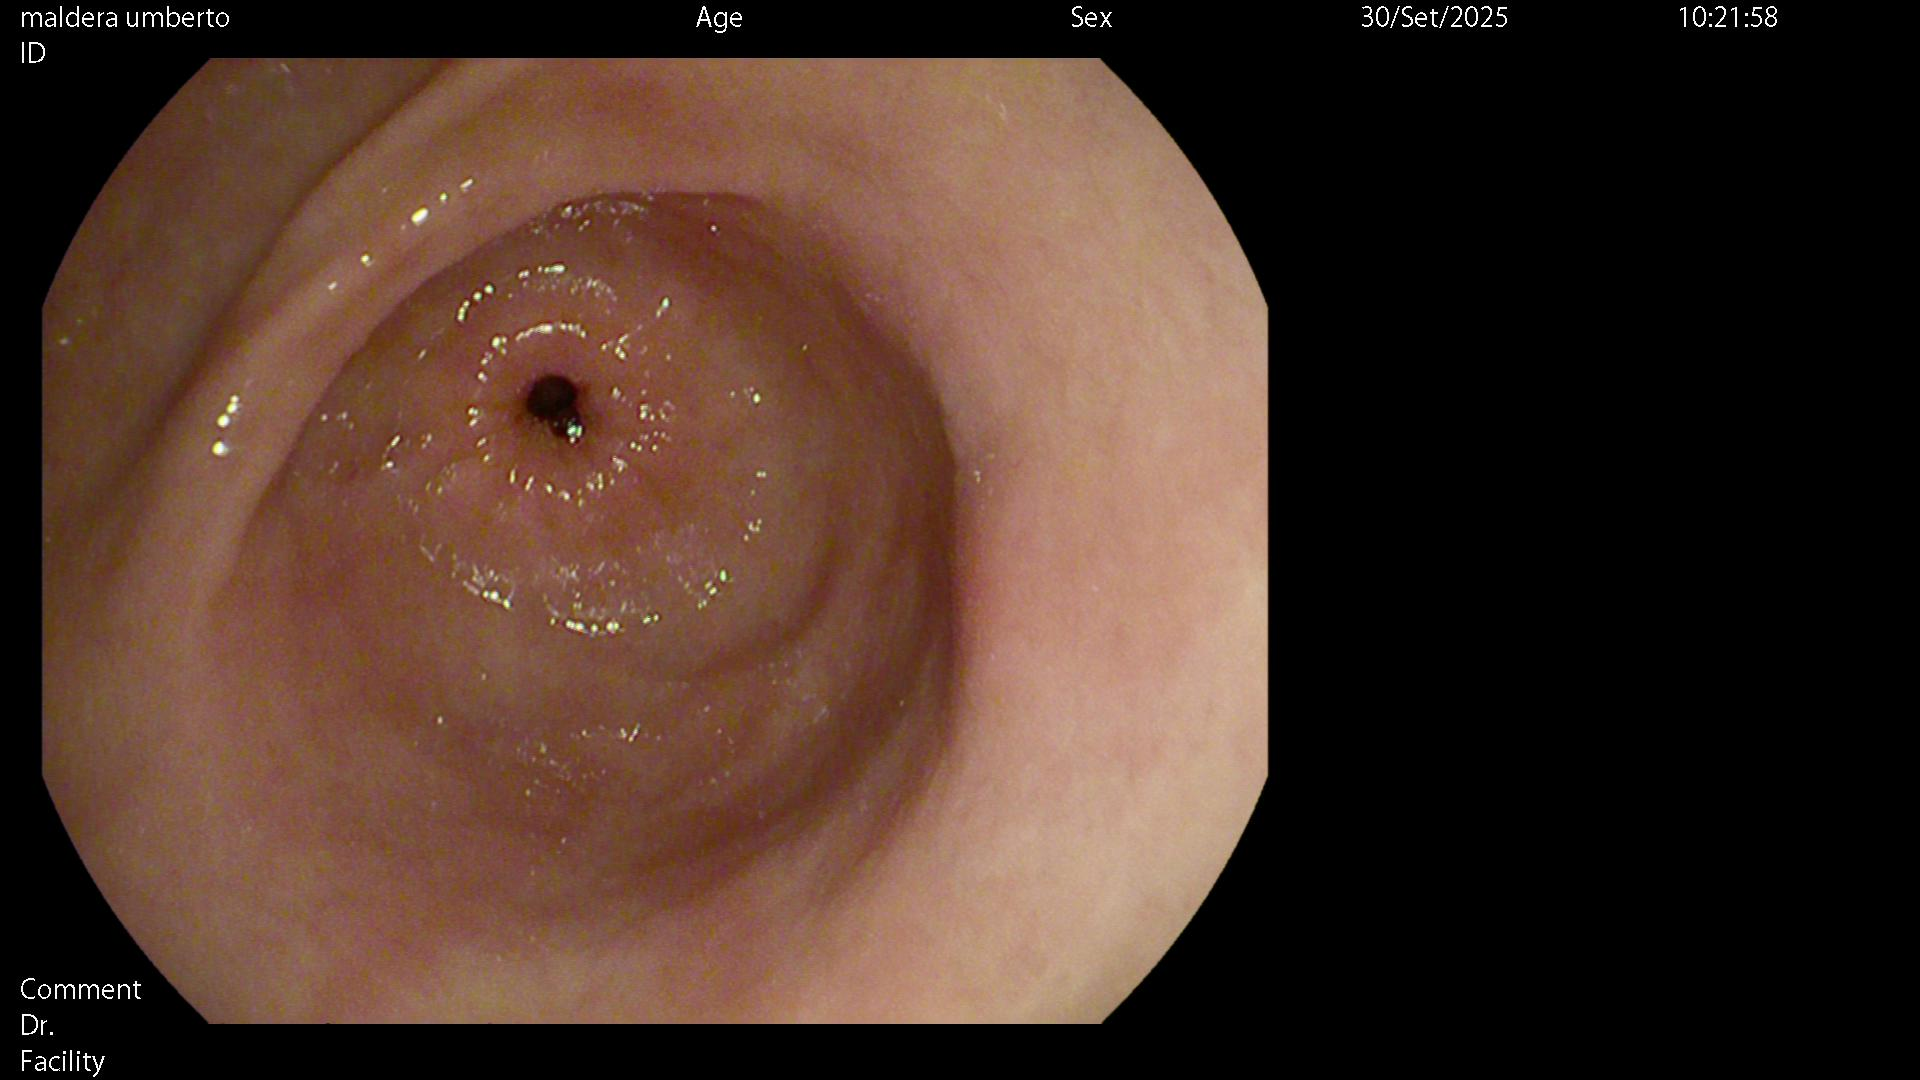 maldera umberto Age Sex 30/Set/2025 10:21:58
ID
Comment
Dr.
Facility